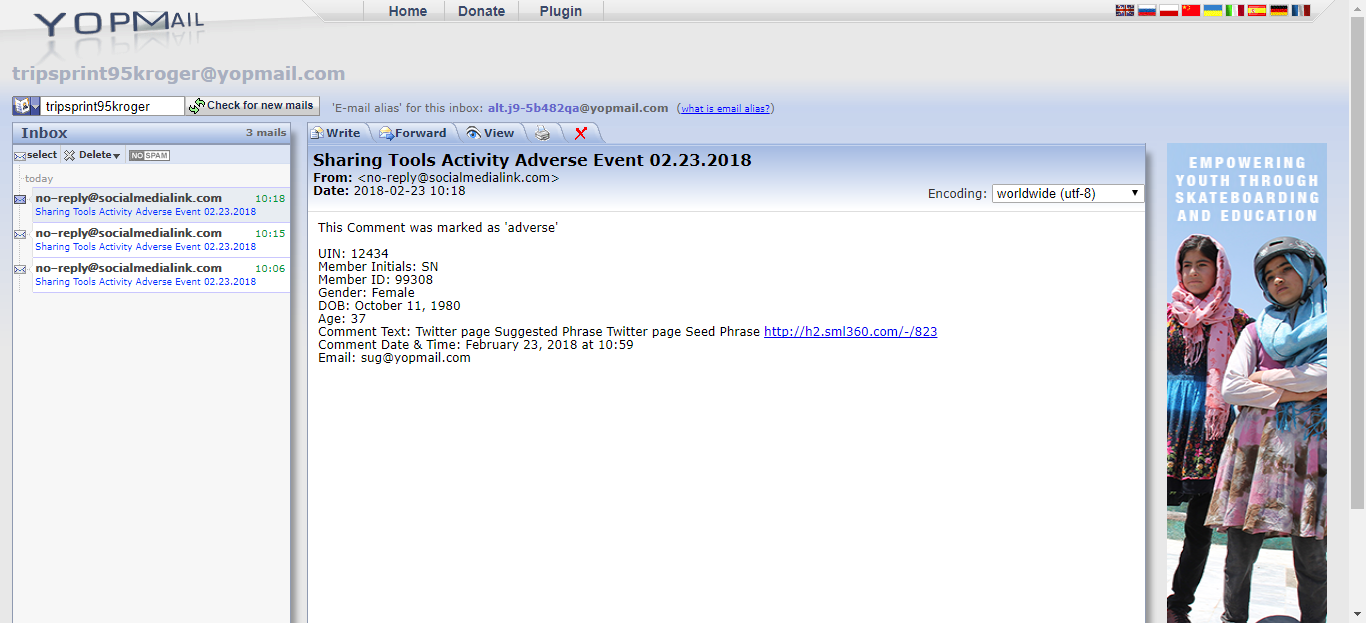 YOPMAIL
Home
Donate
Plugin
tripsprint95kroger@yopmail.com
tripsprint95kroger
Check for new mails
'E-mail alias' for this inbox: alt.j9-5b482qa@yopmail.com (what is email alias?)
Inbox
3 mails
select
Delete
NO SPAM
today
no-reply@socialmedialink.com 10:18
Sharing Tools Activity Adverse Event 02.23.2018
no-reply@socialmedialink.com 10:15
Sharing Tools Activity Adverse Event 02.23.2018
no-reply@socialmedialink.com 10:06
Sharing Tools Activity Adverse Event 02.23.2018
Write
Forward
View
Sharing Tools Activity Adverse Event 02.23.2018
From: <no-reply@socialmedialink.com>
Date: 2018-02-23 10:18
Encoding: worldwide (utf-8)
This Comment was marked as 'adverse'
UIN: 12434
Member Initials: SN
Member ID: 99308
Gender: Female
DOB: October 11, 1980
Age: 37
Comment Text: Twitter page Suggested Phrase Twitter page Seed Phrase http://h2.sml360.com/-/823
Comment Date & Time: February 23, 2018 at 10:59
Email: sug@yopmail.com
EMPOWERING
YOUTH THROUGH
SKATEBOARDING
AND EDUCATION